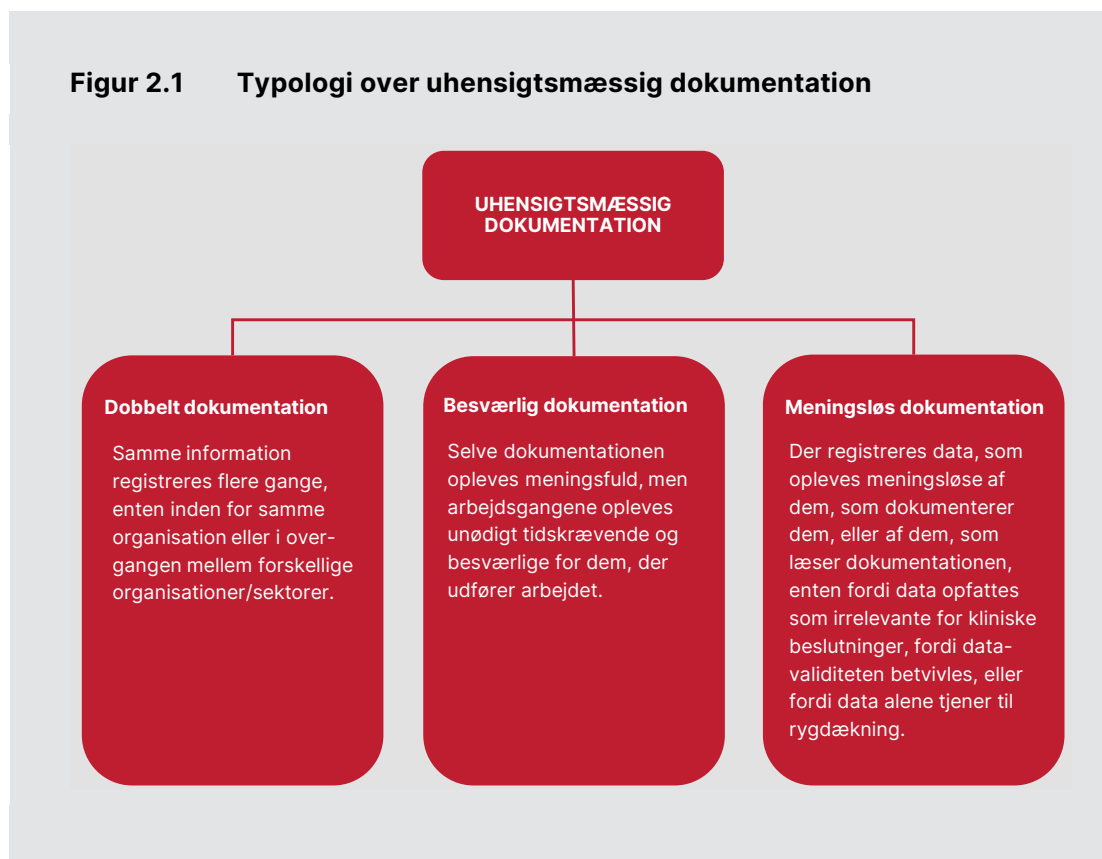 Figur 2.1 Typologi over uhensigtsmæssig dokumentation
UHENSIGTSMÆSSIG
DOKUMENTATION
Dobbelt dokumentation
Samme information
registreres flere gange,
enten inden for samme
organisation eller i over-
gangen mellem forskellige
organisationer/sektorer.
Besværlig dokumentation
Selve dokumentationen
opleves meningsfuld, men
arbejdsgangene opleves
unødigt tidskrævende og
besværlige for dem, der
udfører arbejdet.
Meningsløs dokumentation
Der registreres data, som
opleves meningsløse af
dem, som dokumenterer
dem, eller af dem, som
læser dokumentationen,
enten fordi data opfattes
som irrelevante for kliniske
beslutninger, fordi data-
validiteten betvivles, eller
fordi data alene tjener til
rygdækning.